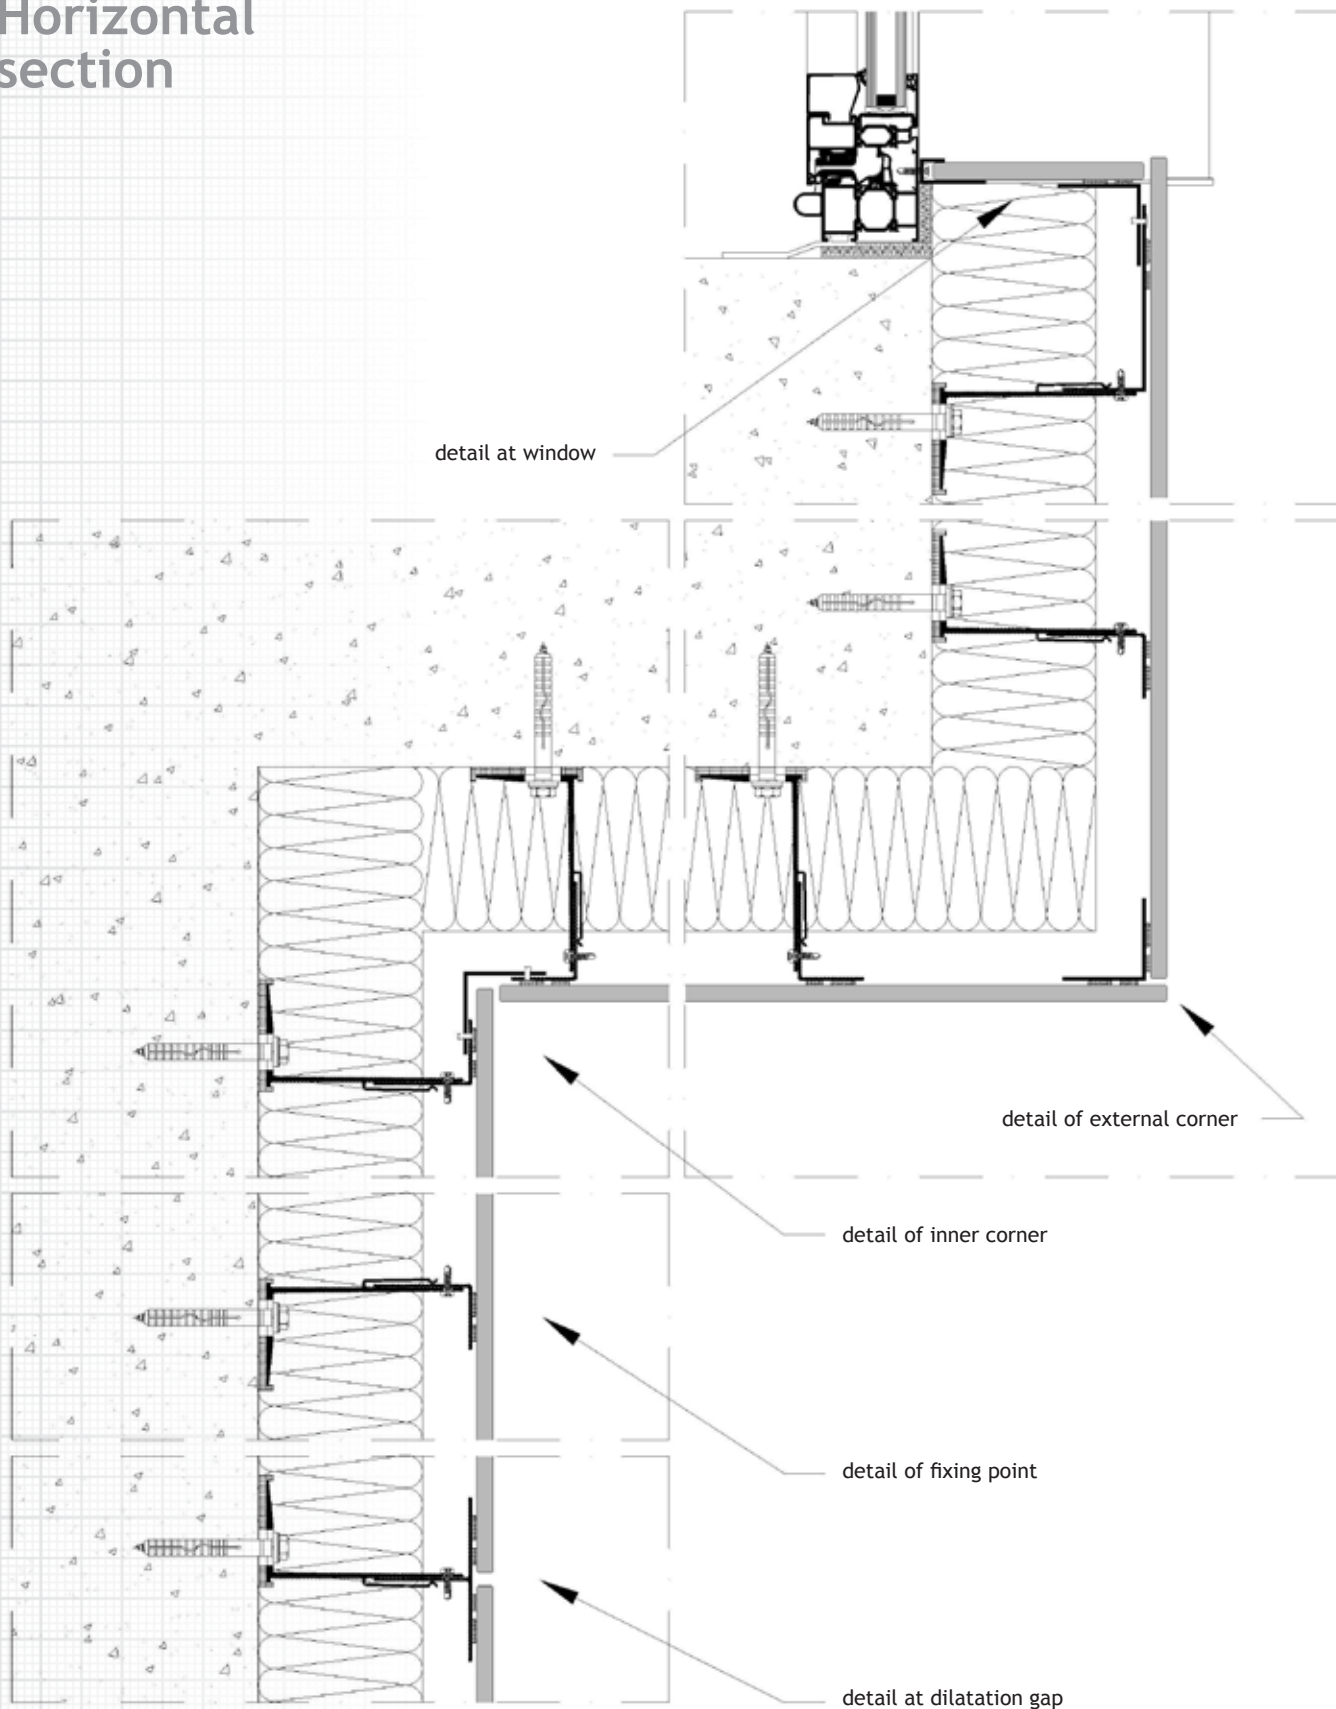 Horizontal
section
detail at window
detail of external corner
detail of inner corner
detail of fixing point
detail at dilatation gap